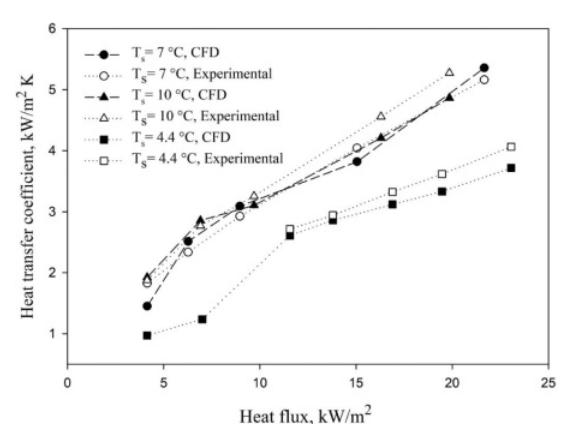 6
5
4
3
2
1
Heat transfer coefficient, kW/m² K
Tₛ= 7 °C, CFD
Tₛ= 7 °C, Experimental
Tₛ= 10 °C, CFD
Tₛ= 10 °C, Experimental
Tₛ= 4.4 °C, CFD
Tₛ= 4.4 °C, Experimental
0 5 10 15 20 25
Heat flux, kW/m²